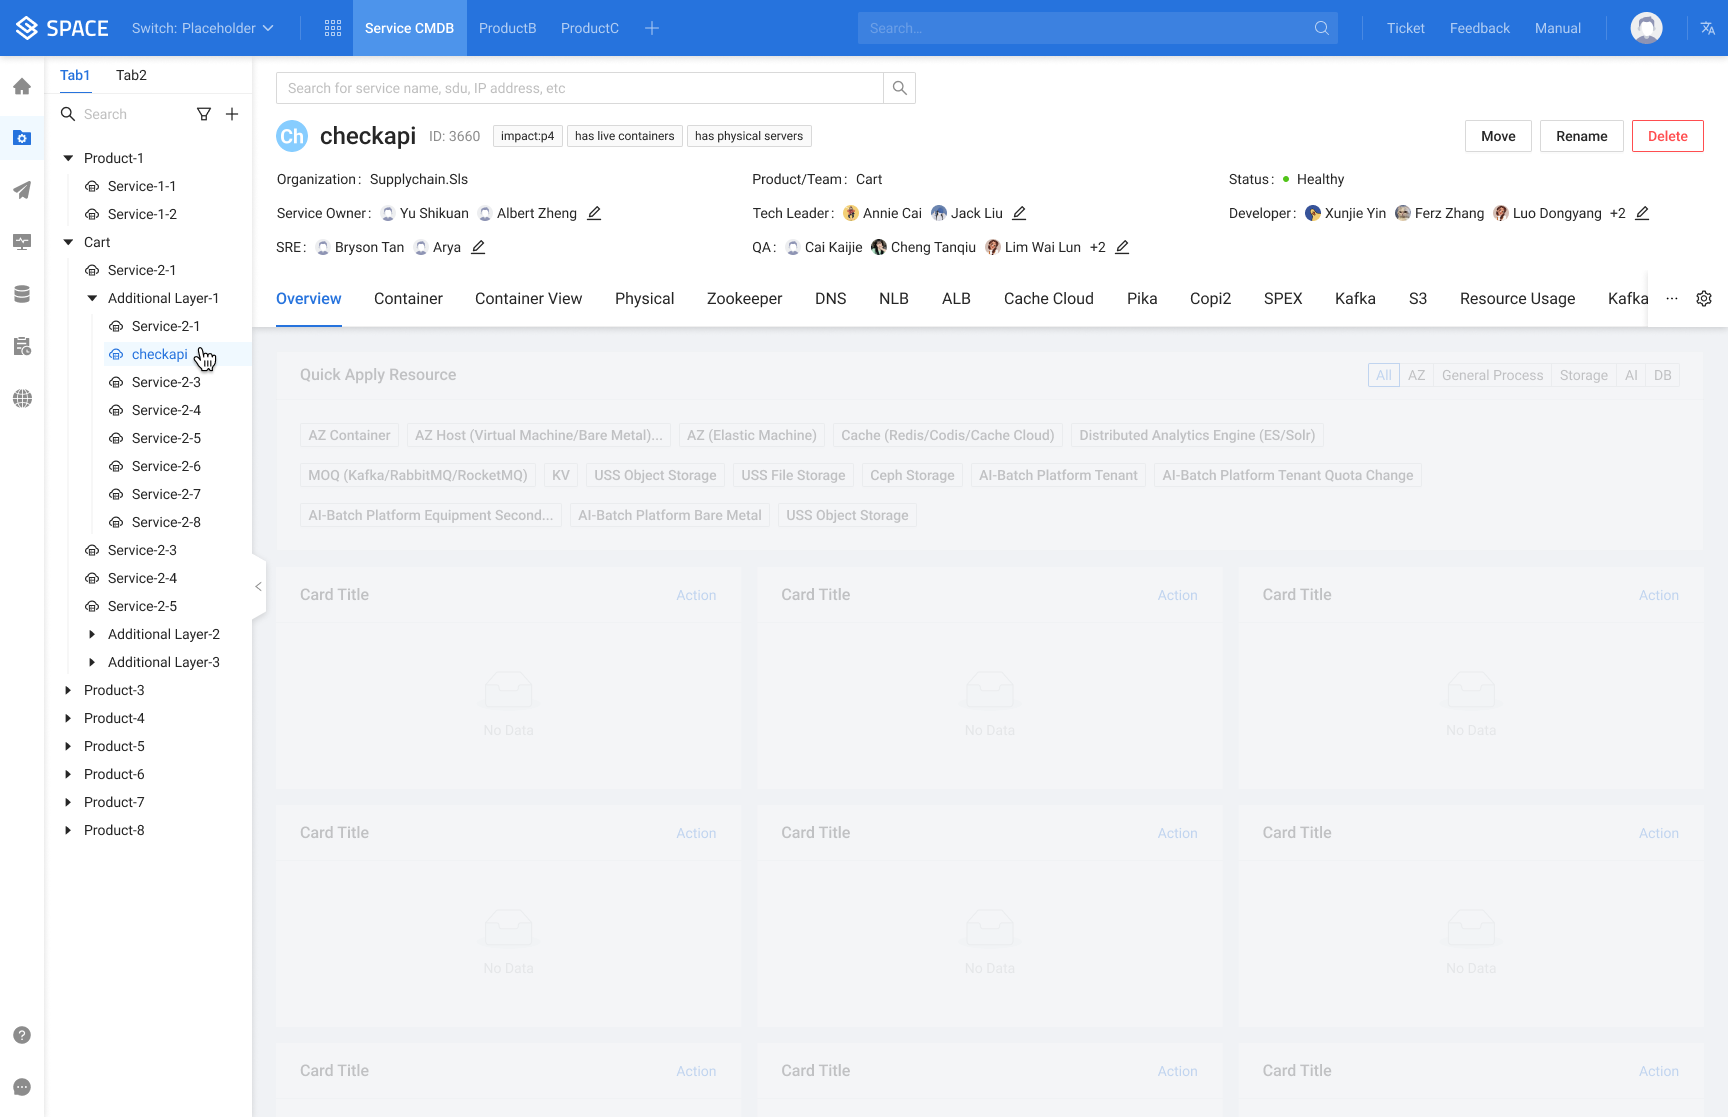 SPACE
Switch: Placeholder
Service CMDB
ProductB
ProductC
Search...
Ticket
Feedback
Manual
Tab1
Tab2
Search
Product-1
Service-1-1
Service-1-2
Cart
Service-2-1
Additional Layer-1
Service-2-1
checkapi
Service-2-3
Service-2-4
Service-2-5
Service-2-6
Service-2-7
Service-2-8
Service-2-3
Service-2-4
Service-2-5
Additional Layer-2
Additional Layer-3
Product-3
Product-4
Product-5
Product-6
Product-7
Product-8
Search for service name, sdu, IP address, etc
Ch checkapi ID: 3660 impact:p4 has live containers has physical servers
Move Rename Delete
Organization: Supplychain.Sls
Product/Team: Cart
Status: Healthy
Service Owner: Yu Shikuan Albert Zheng
Tech Leader: Annie Cai Jack Liu
Developer: Xunjie Yin Ferz Zhang Luo Dongyang +2
SRE: Bryson Tan Arya
QA: Cai Kaijie Cheng Tanqiu Lim Wai Lun +2
Overview Container Container View Physical Zookeeper DNS NLB ALB Cache Cloud Pika Copi2 SPEX Kafka S3 Resource Usage Kafka ...
Quick Apply Resource
All AZ General Process Storage AI DB
AZ Container AZ Host (Virtual Machine/Bare Metal)... AZ (Elastic Machine) Cache (Redis/Codis/Cache Cloud) Distributed Analytics Engine (ES/Solr)
MOQ (Kafka/RabbitMQ/RocketMQ) KV USS Object Storage USS File Storage Ceph Storage AI-Batch Platform Tenant AI-Batch Platform Tenant Quota Change
AI-Batch Platform Equipment Second... AI-Batch Platform Bare Metal USS Object Storage
Card Title Action Card Title Action Card Title Action
No Data No Data No Data
Card Title Action Card Title Action Card Title Action
No Data No Data No Data
Card Title Action Card Title Action Card Title Action